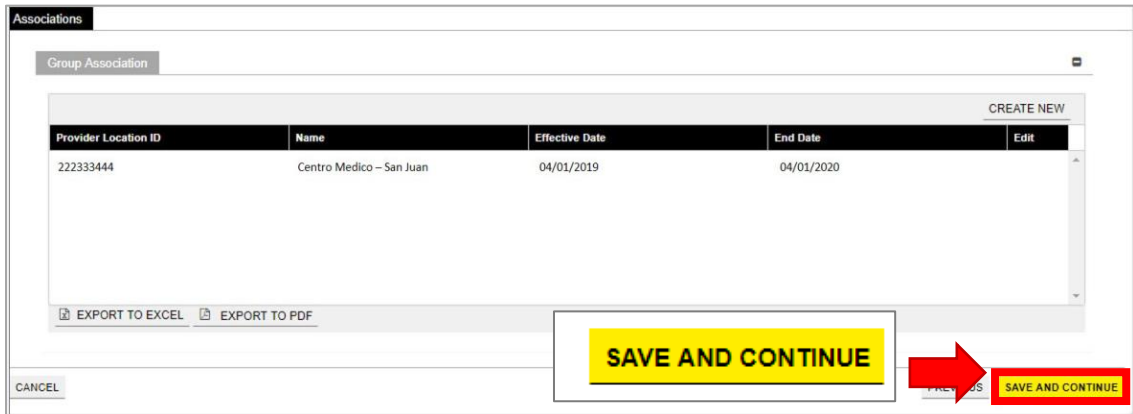 Associations
Group Association
CREATE NEW
Provider Location ID Name Effective Date End Date Edit
222333444 Centro Medico – San Juan 04/01/2019 04/01/2020
EXPORT TO EXCEL EXPORT TO PDF
SAVE AND CONTINUE
CANCEL SAVE AND CONTINUE